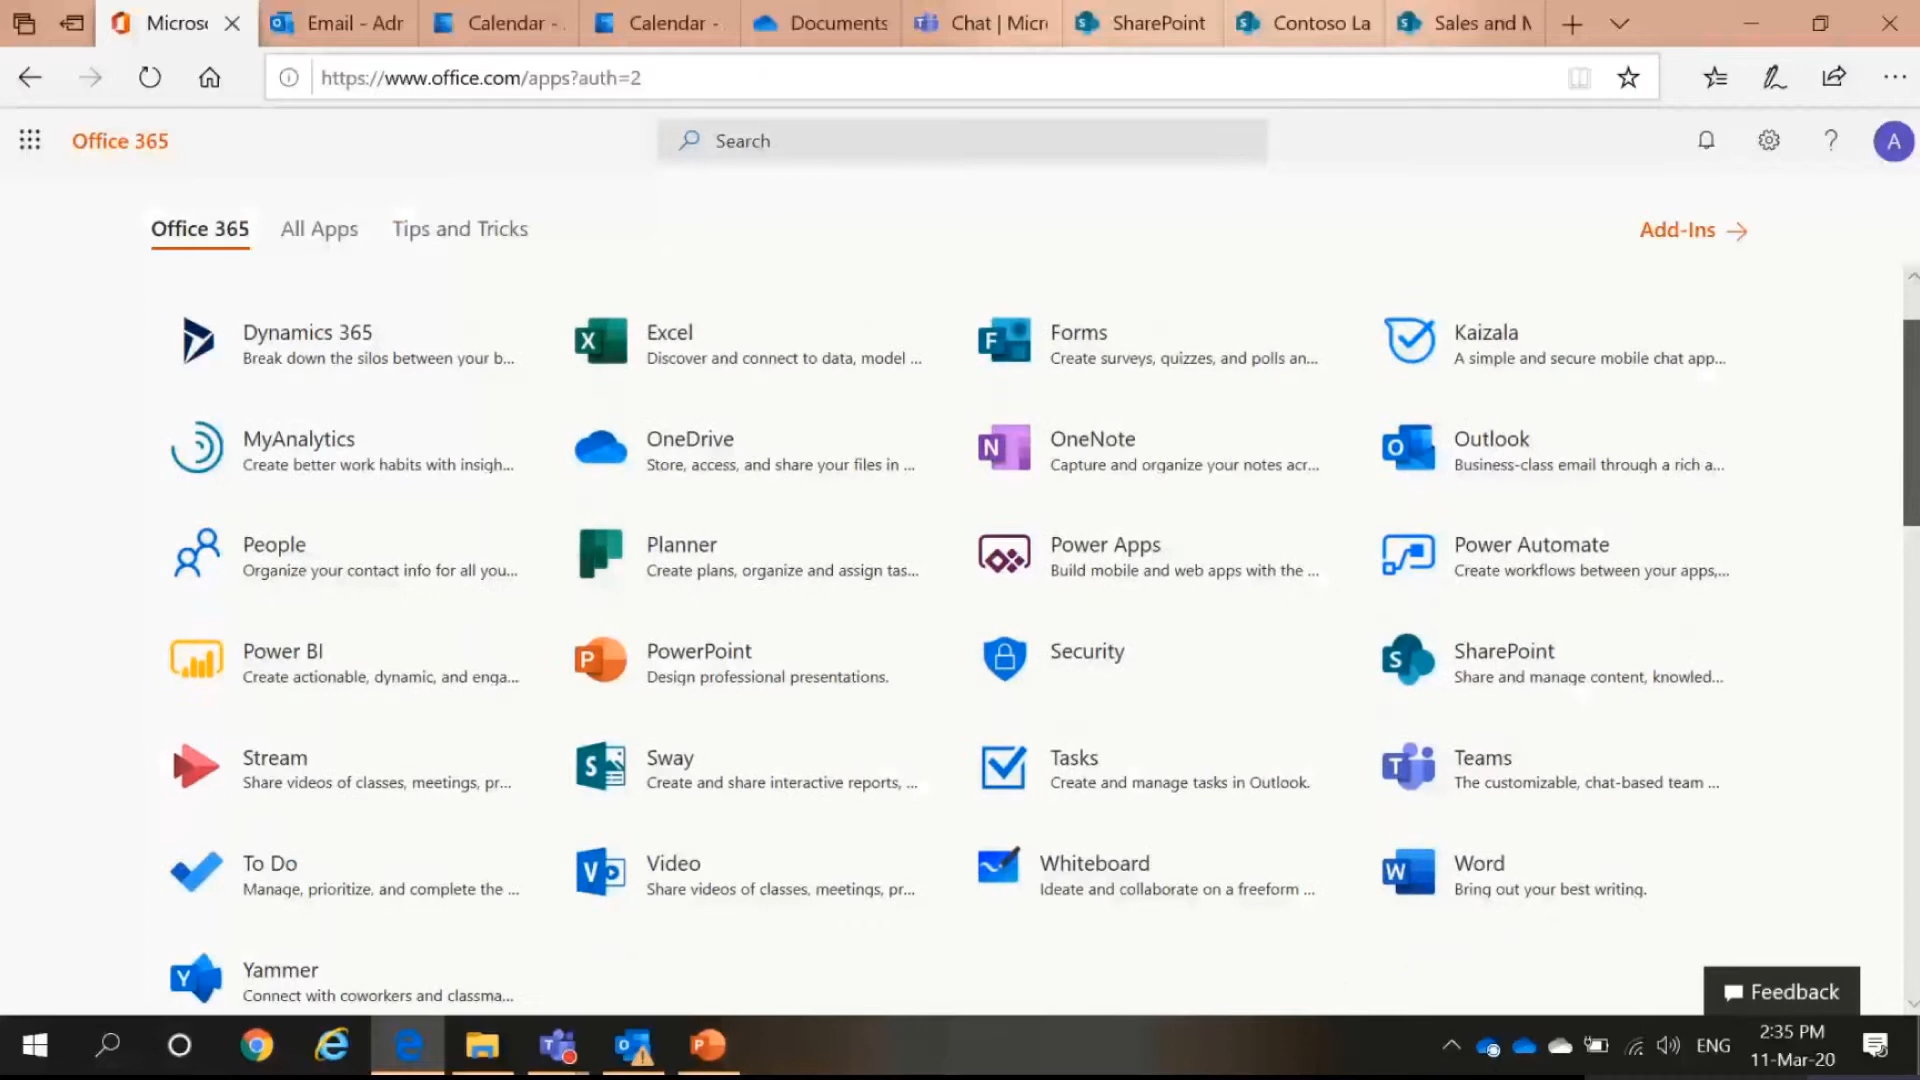 Microsc
Email - Adr
Calendar - .
Calendar -
Documents
Chat | Micr
SharePoint
Contoso La
Sales and M
https://www.office.com/apps?auth=2
Office 365
Search
A
Office 365
All Apps
Tips and Tricks
Add-Ins
Dynamics 365
Break down the silos between your b...
Excel
Discover and connect to data, model ...
Forms
Create surveys, quizzes, and polls an...
Kaizala
A simple and secure mobile chat app...
MyAnalytics
Create better work habits with insigh...
OneDrive
Store, access, and share your files in ...
OneNote
Capture and organize your notes acr...
Outlook
Business-class email through a rich a...
People
Organize your contact info for all you...
Planner
Create plans, organize and assign tas...
Power Apps
Build mobile and web apps with the ...
Power Automate
Create workflows between your apps,...
Power BI
Create actionable, dynamic, and enga...
PowerPoint
Design professional presentations.
Security
SharePoint
Share and manage content, knowled...
Stream
Share videos of classes, meetings, pr...
Sway
Create and share interactive reports, ...
Tasks
Create and manage tasks in Outlook.
Teams
The customizable, chat-based team ...
To Do
Manage, prioritize, and complete the ...
Video
Share videos of classes, meetings, pr...
Whiteboard
Ideate and collaborate on a freeform ...
Word
Bring out your best writing.
Yammer
Connect with coworkers and classma...
Feedback
ENG
2:35 PM
11-Mar-20